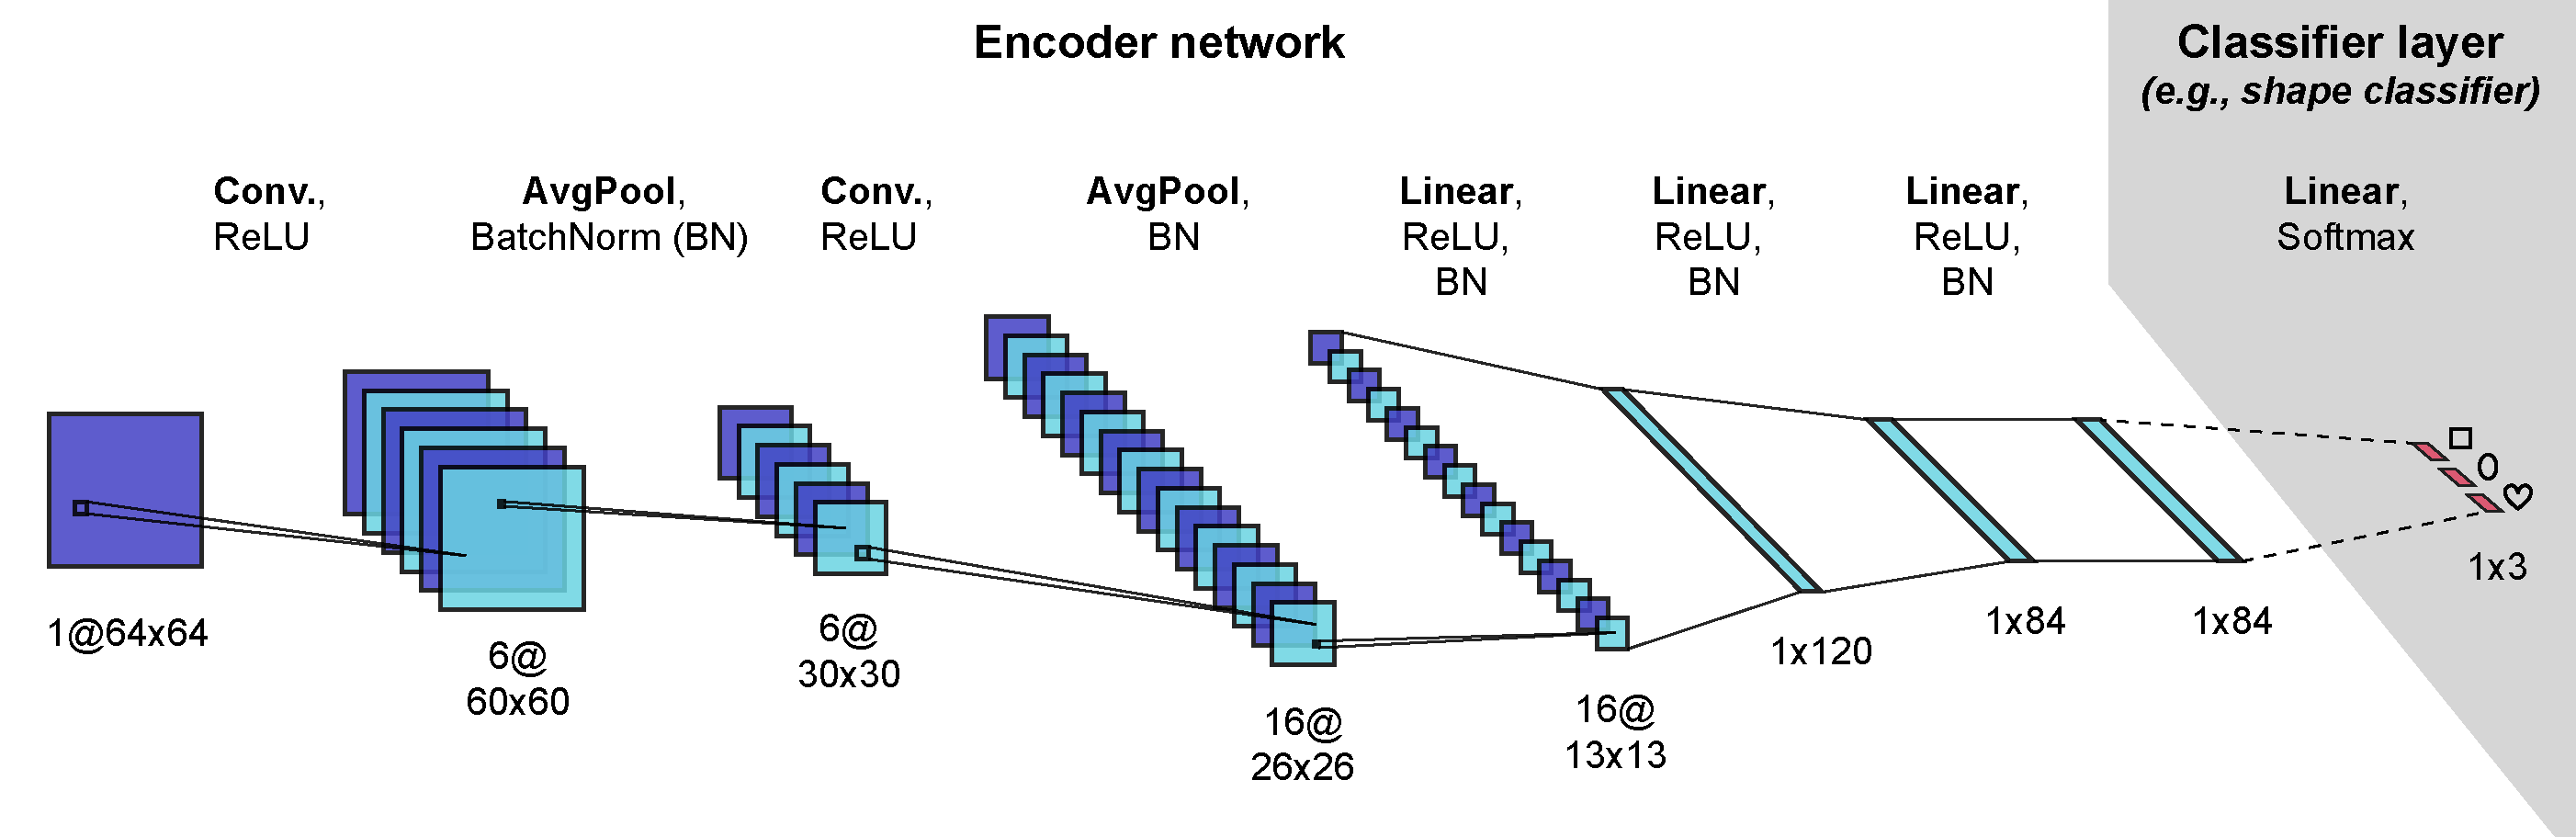 Encoder network
Classifier layer
(e.g., shape classifier)
Conv.,
ReLU
AvgPool,
BatchNorm (BN)
Conv.,
ReLU
AvgPool,
BN
Linear,
ReLU,
BN
Linear,
ReLU,
BN
Linear,
ReLU,
BN
Linear,
Softmax
1@64x64
6@
60x60
6@
30x30
16@
26x26
16@
13x13
1x120
1x84
1x84
1x3